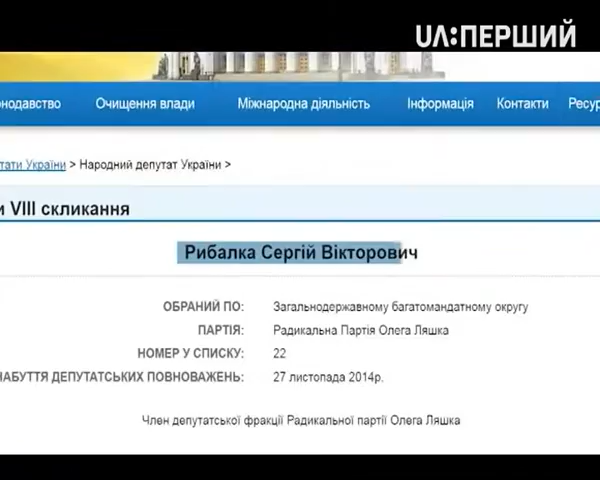 UA:ПЕРШИЙ
нодавство Очищення влади Міжнародна діяльність Інформація Контакти Ресур
тати України > Народний депутат України >
и VIII скликання
Рибалка Сергій Вікторович
ОБРАНИЙ ПО: Загальнодержавному багатомандатному округу
ПАРТІЯ: Радикальна Партія Олега Ляшка
НОМЕР У СПИСКУ: 22
НАБУТТЯ ДЕПУТАТСЬКИХ ПОВНОВАЖЕНЬ: 27 листопада 2014р.
Член депутатської фракції Радикальної партії Олега Ляшка